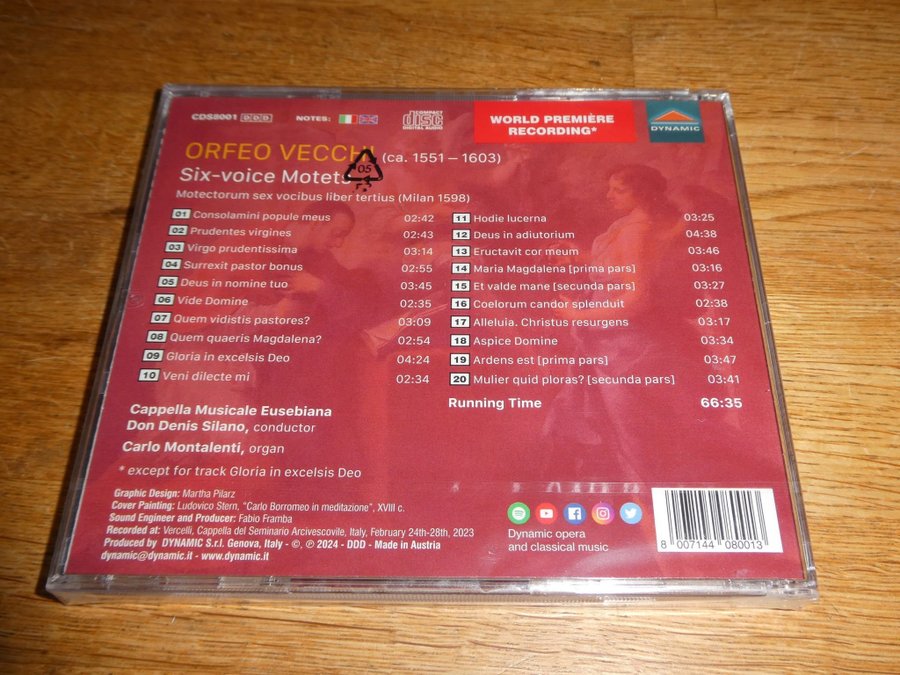 CDS8001 DDD NOTES: COMPACT disc DIGITAL AUDIO WORLD PREMIÈRE RECORDING* DYNAMIC
ORFEO VECCHI (ca. 1551 – 1603)
05
Six-voice Motets
Motectorum sex vocibus liber tertius (Milan 1598)
01 Consolamini popule meus 02:42
02 Prudentes virgines 02:43
03 Virgo prudentissima 03:14
04 Surrexit pastor bonus 02:55
05 Deus in nomine tuo 03:45
06 Vide Domine 02:35
07 Quem vidistis pastores? 03:09
08 Quem quaeris Magdalena? 02:54
09 Gloria in excelsis Deo 04:24
10 Veni dilecte mi 02:34
11 Hodie lucerna 03:25
12 Deus in adiutorium 04:38
13 Eructavit cor meum 03:46
14 Maria Magdalena [prima pars] 03:16
15 Et valde mane [secunda pars] 03:27
16 Coelorum candor splenduit 02:38
17 Alleluia. Christus resurgens 03:17
18 Aspice Domine 03:34
19 Ardens est [prima pars] 03:47
20 Mulier quid ploras? [secunda pars] 03:41
Running Time 66:35
Cappella Musicale Eusebiana
Don Denis Silano, conductor
Carlo Montalenti, organ
* except for track Gloria in excelsis Deo
Graphic Design: Martha Pilarz
Cover Painting: Ludovico Stern, "Carlo Borromeo in meditazione", XVIII c.
Sound Engineer and Producer: Fabio Framba
Recorded at: Vercelli, Cappella del Seminario Arcivescovile, Italy, February 24th-28th, 2023
Produced by DYNAMIC S.r.l. Genova, Italy - ©, ℗ 2024 - DDD - Made in Austria
dynamic@dynamic.it - www.dynamic.it
Dynamic opera
and classical music
8 007144 080013